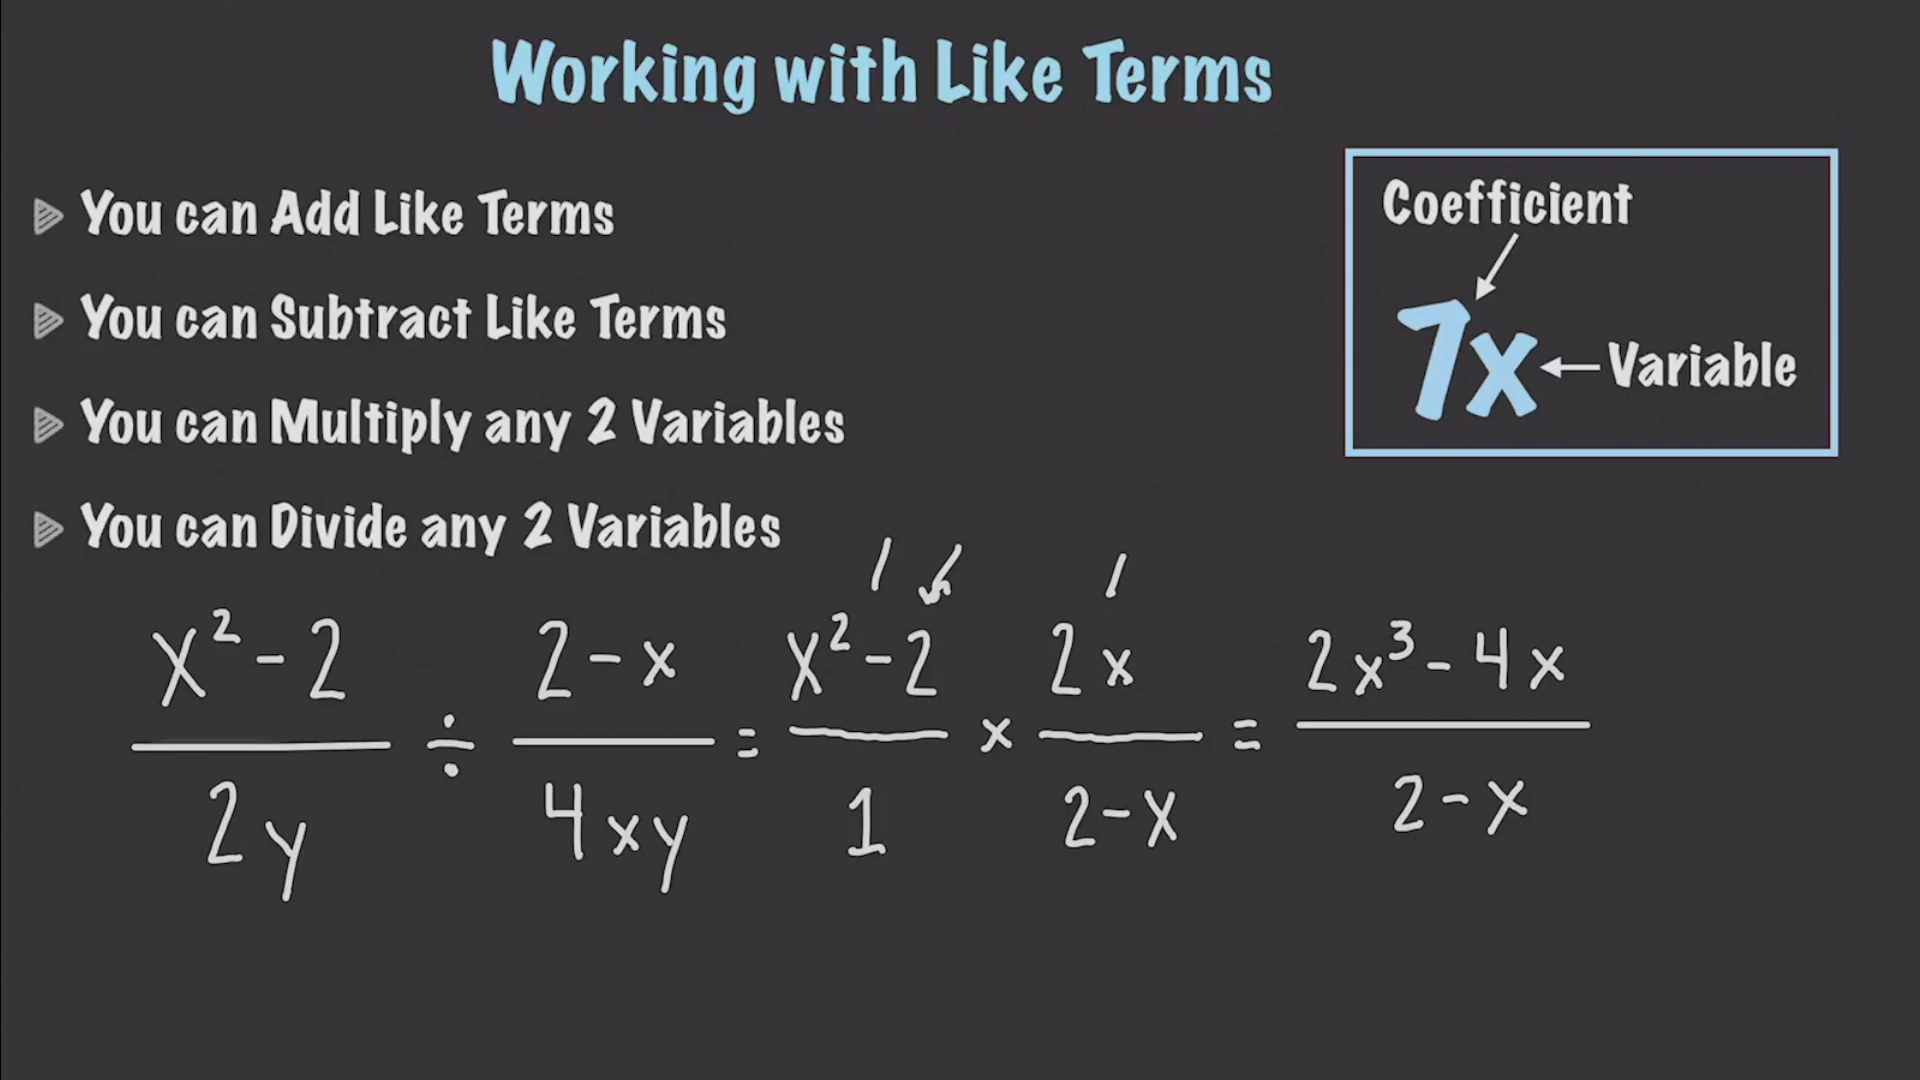 Working with Like Terms
You can Add Like Terms
You can Subtract Like Terms
You can Multiply any 2 Variables
You can Divide any 2 Variables
Coefficient
7x
Variable
x² - 2 / 2y ÷ 2 - x / 4xy = x² - 2 / 1 × 2x / 2 - x = 2x³ - 4x / 2 - x